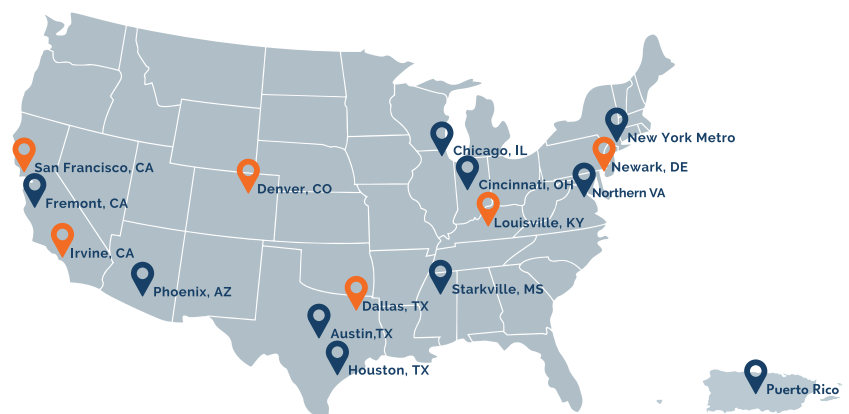 New York Metro
Chicago, IL
San Francisco, CA
Newark, DE
Denver, CO
Cincinnati, OH
Northern VA
Fremont, CA
Louisville, KY
Irvine, CA
Phoenix, AZ
Starkville, MS
Dallas, TX
Austin,TX
Houston, TX
Puerto Rico